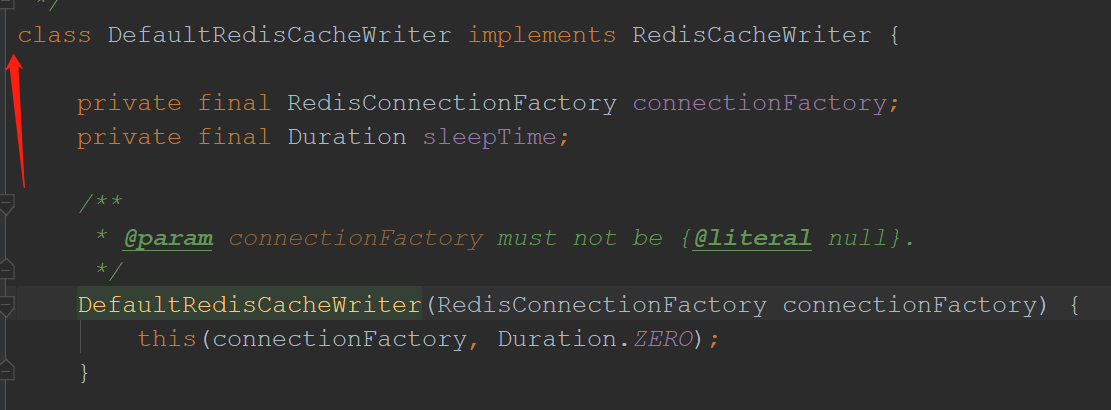 */
class DefaultRedisCacheWriter implements RedisCacheWriter {
private final RedisConnectionFactory connectionFactory;
private final Duration sleepTime;
/**
* @param connectionFactory must not be {@literal null}.
*/
DefaultRedisCacheWriter(RedisConnectionFactory connectionFactory) {
this(connectionFactory, Duration.ZERO);
}